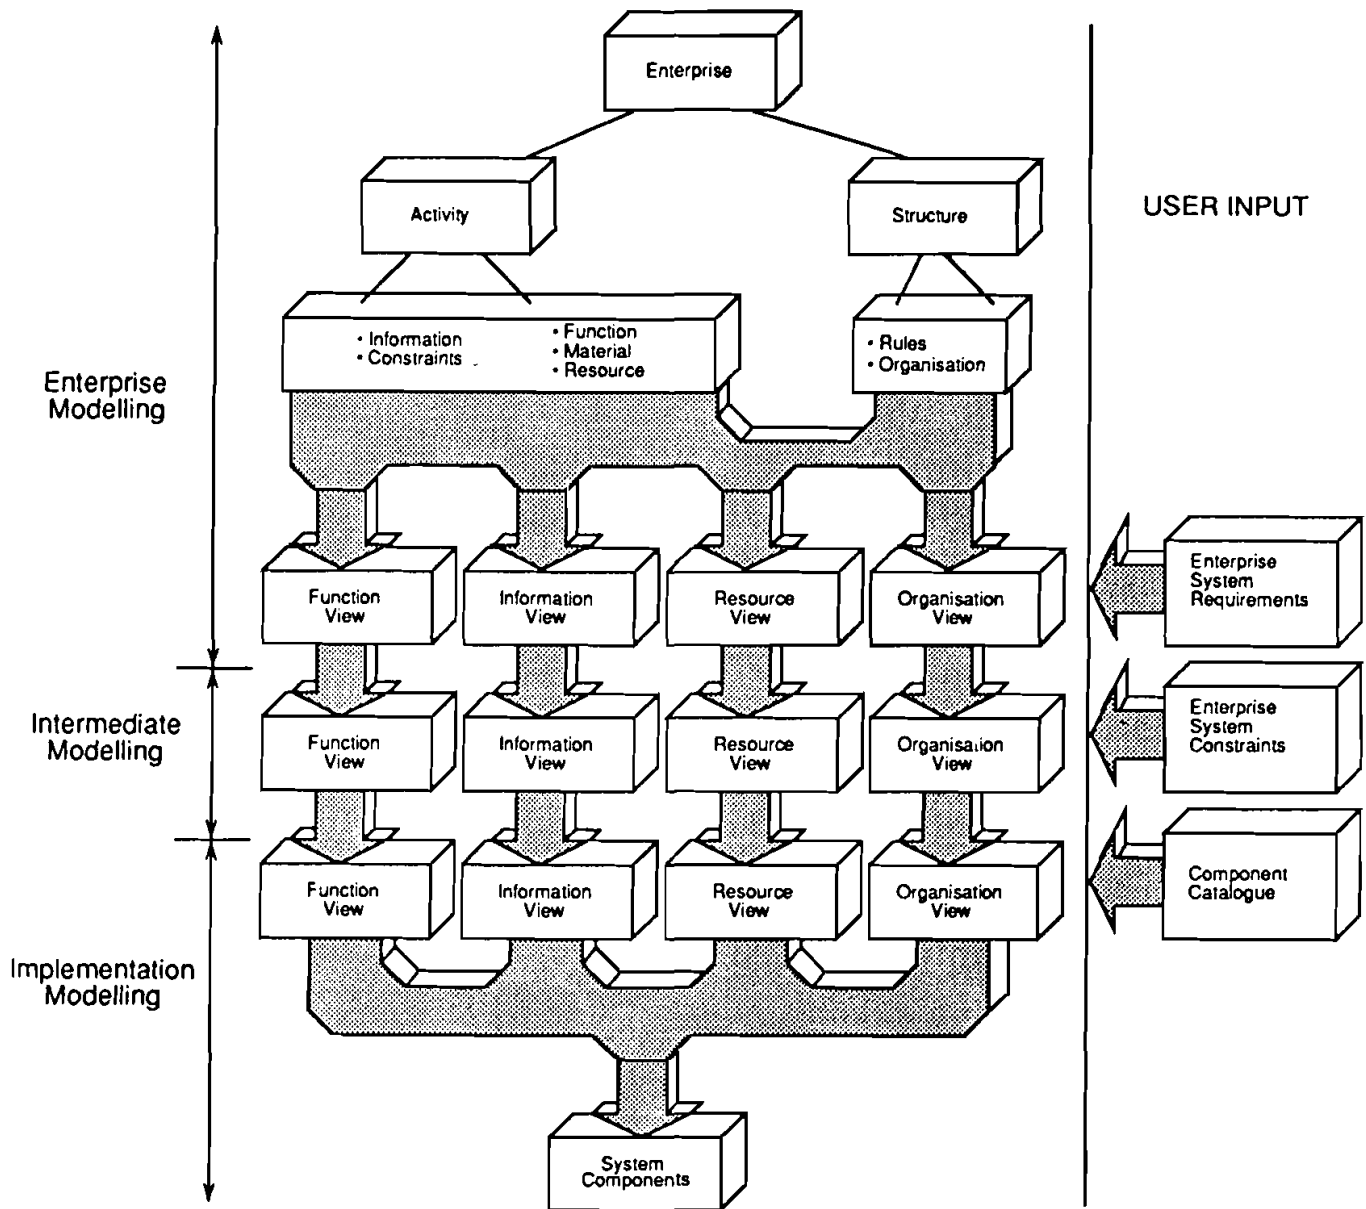 Enterprise
Activity
Structure
USER INPUT
• Information
• Constraints
• Function
• Material
• Resource
• Rules
• Organisation
Enterprise
Modelling
Function
View
Information
View
Resource
View
Organisation
View
Enterprise
System
Requirements
Intermediate
Modelling
Function
View
Information
View
Resource
View
Organisation
View
Enterprise
System
Constraints
Implementation
Modelling
Function
View
Information
View
Resource
View
Organisation
View
Component
Catalogue
System
Components